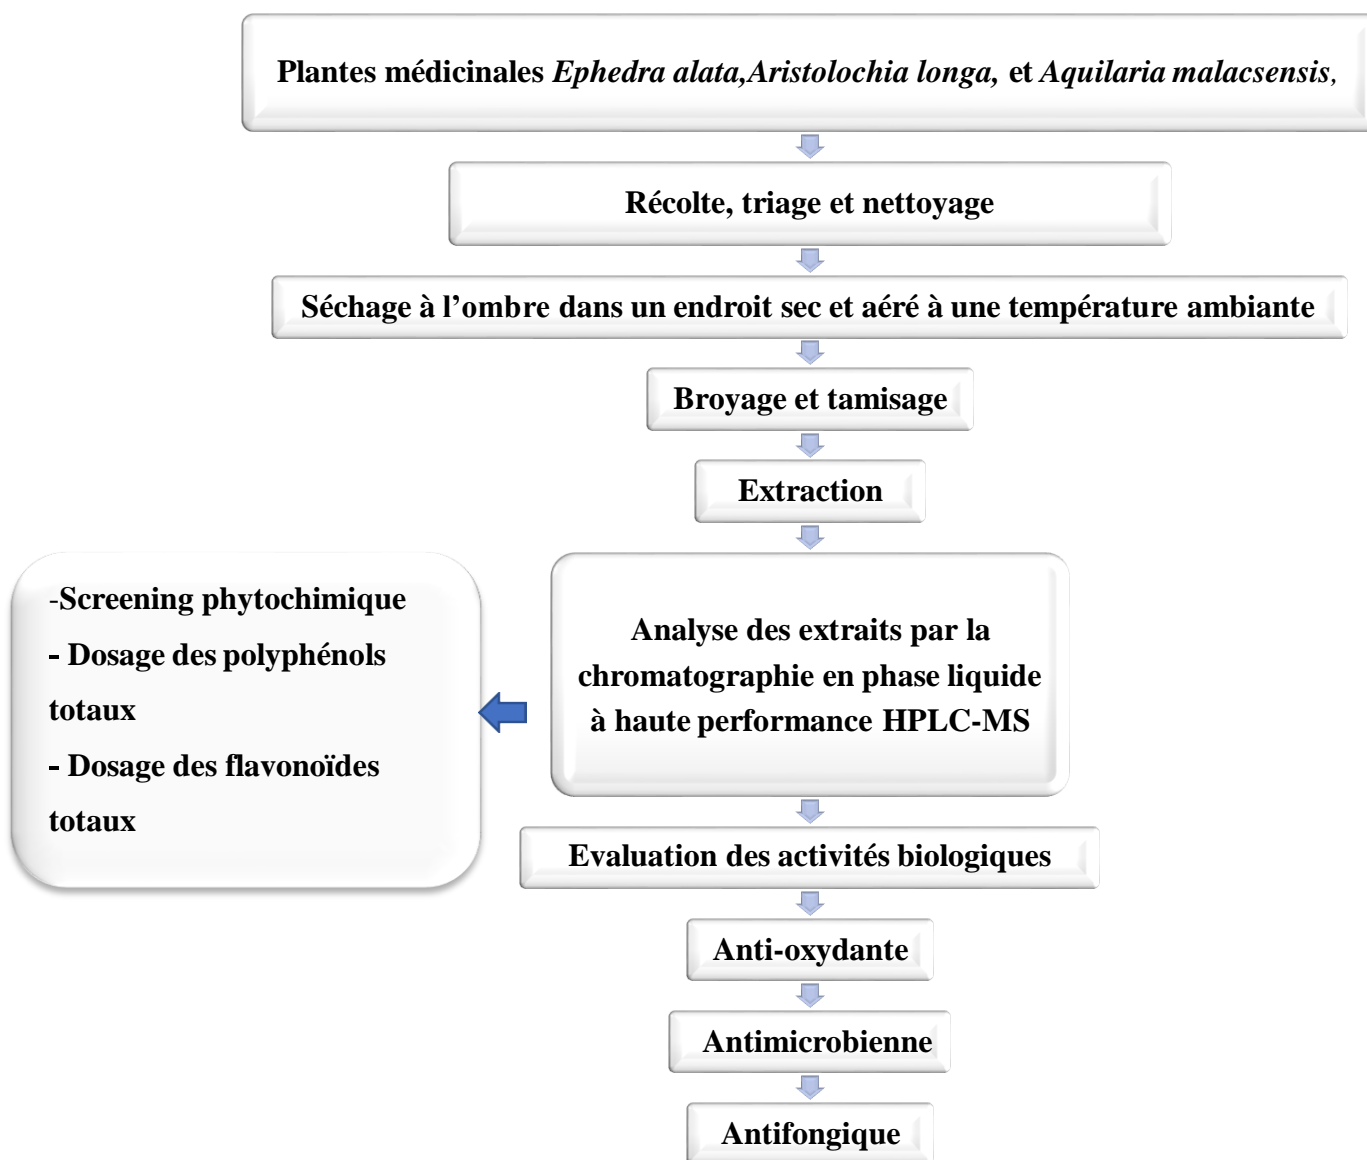 Plantes médicinales Ephedra alata,Aristolochia longa, et Aquilaria malacsensis,
Récolte, triage et nettoyage
Séchage à l’ombre dans un endroit sec et aéré à une température ambiante
Broyage et tamisage
Extraction
Analyse des extraits par la
chromatographie en phase liquide
à haute performance HPLC-MS
-Screening phytochimique
- Dosage des polyphénols
totaux
- Dosage des flavonoïdes
totaux
Evaluation des activités biologiques
Anti-oxydante
Antimicrobienne
Antifongique